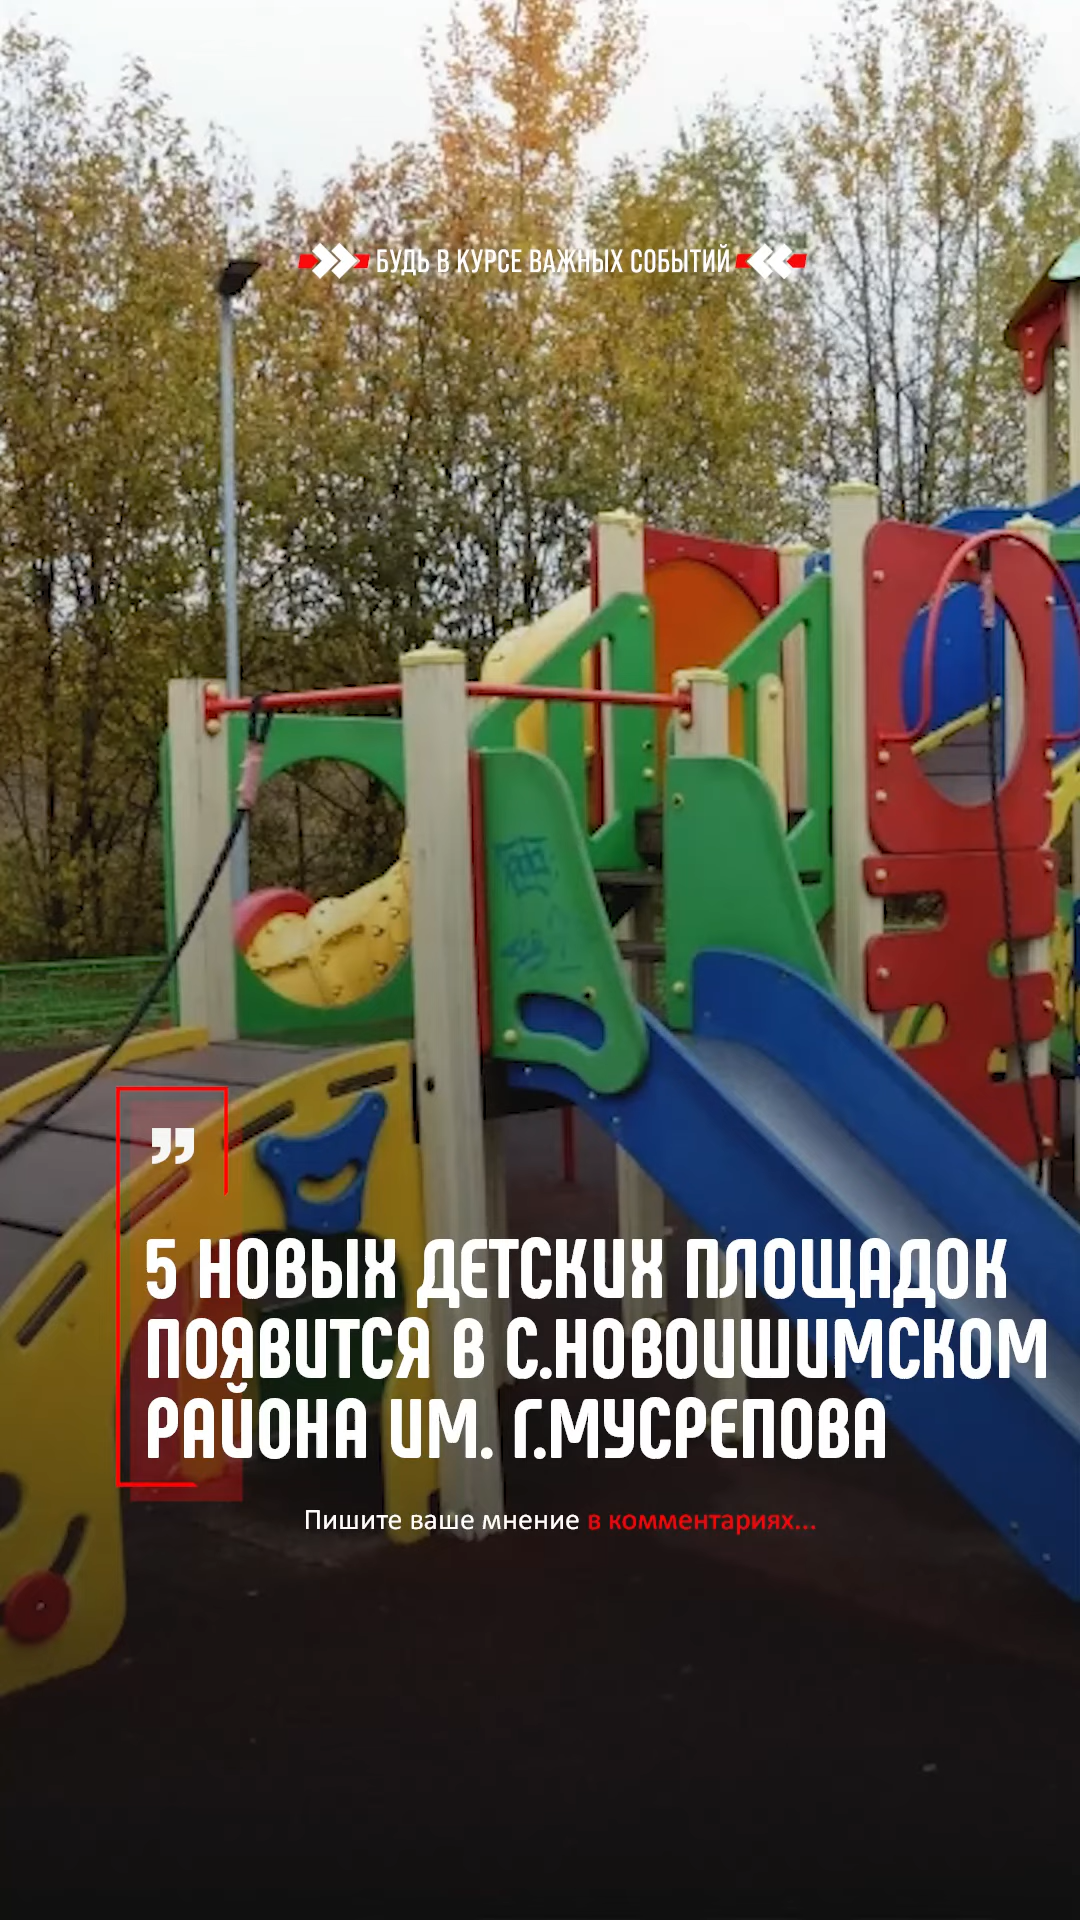 БУДЬ В КУРСЕ ВАЖНЫХ СОБЫТИЙ
”
5 НОВЫХ ДЕТСКИХ ПЛОЩАДОК
ПОЯВИТСЯ В С.НОВОИШИМСКОМ
РАЙОНА ИМ. Г.МУСРЕПОВА
Пишите ваше мнение в комментариях...